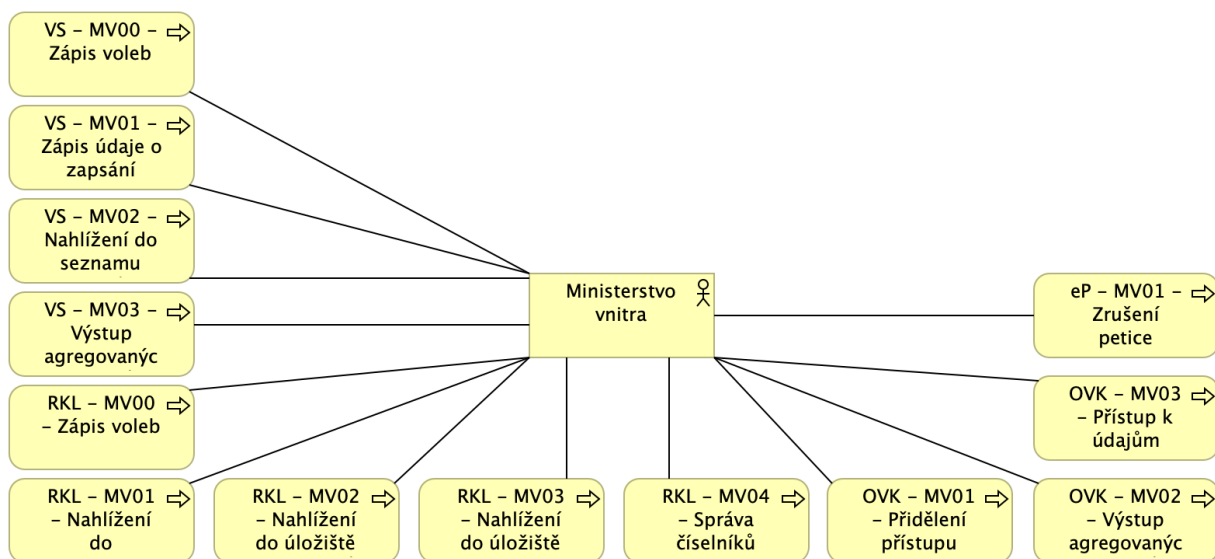 VS – MV00 –
Zápis voleb
VS – MV01 –
Zápis údaje o
zapsání
VS – MV02 –
Nahlížení do
seznamu
VS – MV03 –
Výstup
agregovanýc
RKL – MV00
– Zápis voleb
RKL – MV01
– Nahlížení
do
RKL – MV02
– Nahlížení
do úložiště
RKL – MV03
– Nahlížení
do úložiště
RKL – MV04
– Správa
číselníků
OVK – MV01
– Přidělení
přístupu
OVK – MV02
– Výstup
agregovanýc
OVK – MV03
– Přístup k
údajům
eP – MV01 –
Zrušení
petice
Ministerstvo
vnitra